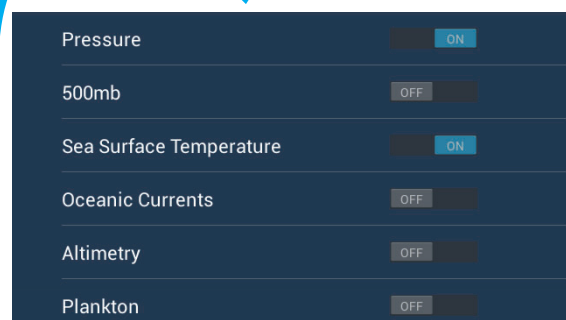 Pressure ON
500mb OFF
Sea Surface Temperature ON
Oceanic Currents OFF
Altimetry OFF
Plankton OFF